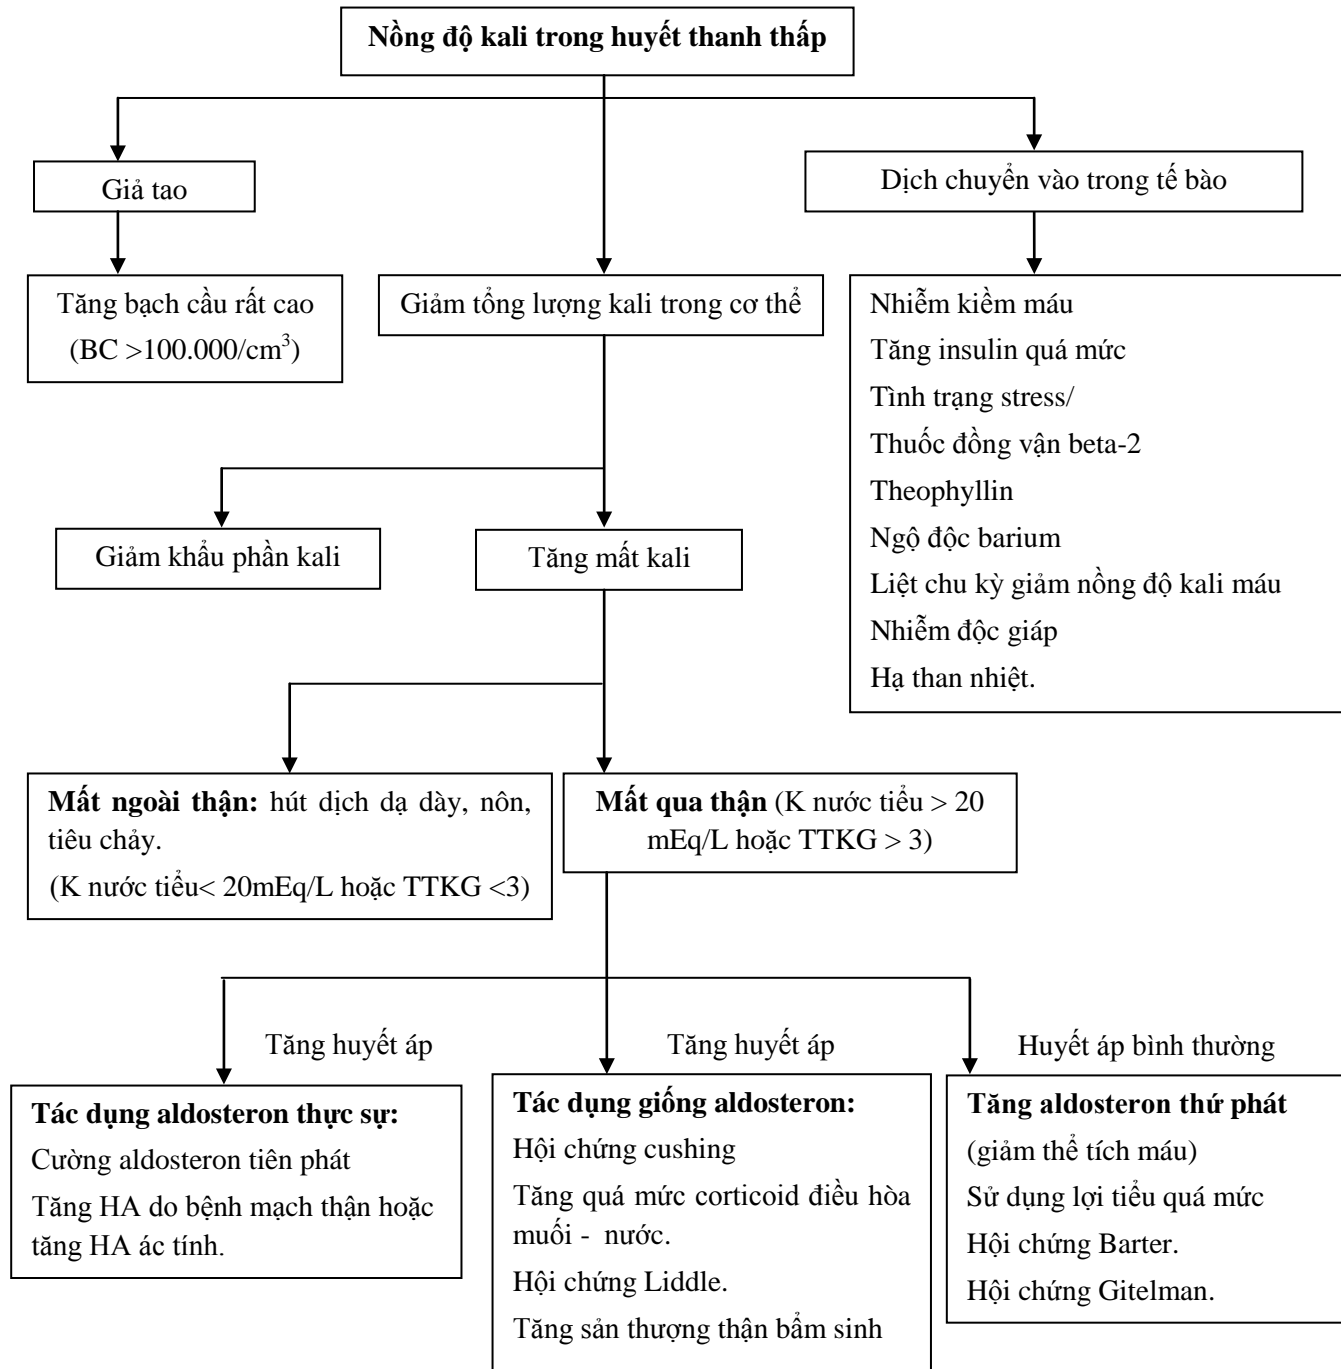 Nồng độ kali trong huyết thanh thấp
Giả tao
Dịch chuyển vào trong tế bào
Tăng bạch cầu rất cao
(BC >100.000/cm³)
Giảm tổng lượng kali trong cơ thể
Nhiễm kiềm máu
Tăng insulin quá mức
Tình trạng stress/
Thuốc đồng vận beta-2
Theophyllin
Ngộ độc barium
Liệt chu kỳ giảm nồng độ kali máu
Nhiễm độc giáp
Hạ than nhiệt.
Giảm khẩu phần kali
Tăng mất kali
Mất ngoài thận: hút dịch dạ dày, nôn,
tiêu chảy.
(K nước tiểu< 20mEq/L hoặc TTKG <3)
Mất qua thận (K nước tiểu > 20
mEq/L hoặc TTKG > 3)
Tăng huyết áp
Tăng huyết áp
Huyết áp bình thường
Tác dụng aldosteron thực sự:
Cường aldosteron tiên phát
Tăng HA do bệnh mạch thận hoặc
tăng HA ác tính.
Tác dụng giống aldosteron:
Hội chứng cushing
Tăng quá mức corticoid điều hòa
muối - nước.
Hội chứng Liddle.
Tăng sản thượng thận bẩm sinh
Tăng aldosteron thứ phát
(giảm thể tích máu)
Sử dụng lợi tiểu quá mức
Hội chứng Barter.
Hội chứng Gitelman.